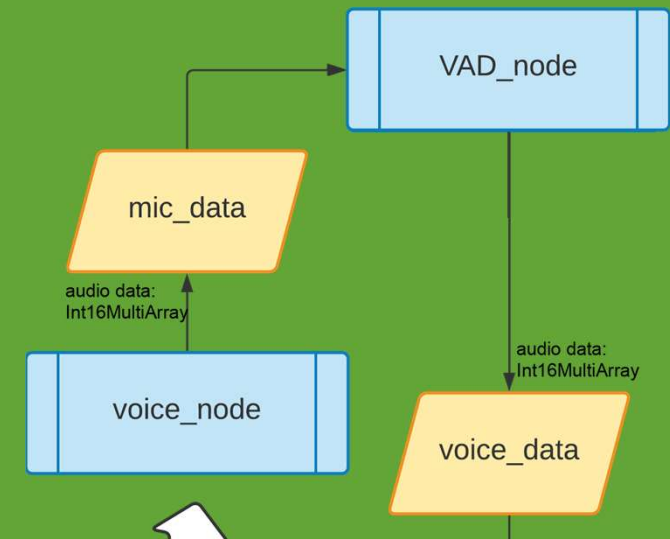 VAD_node
mic_data
audio data:
Int16MultiArray
voice_node
audio data:
Int16MultiArray
voice_data